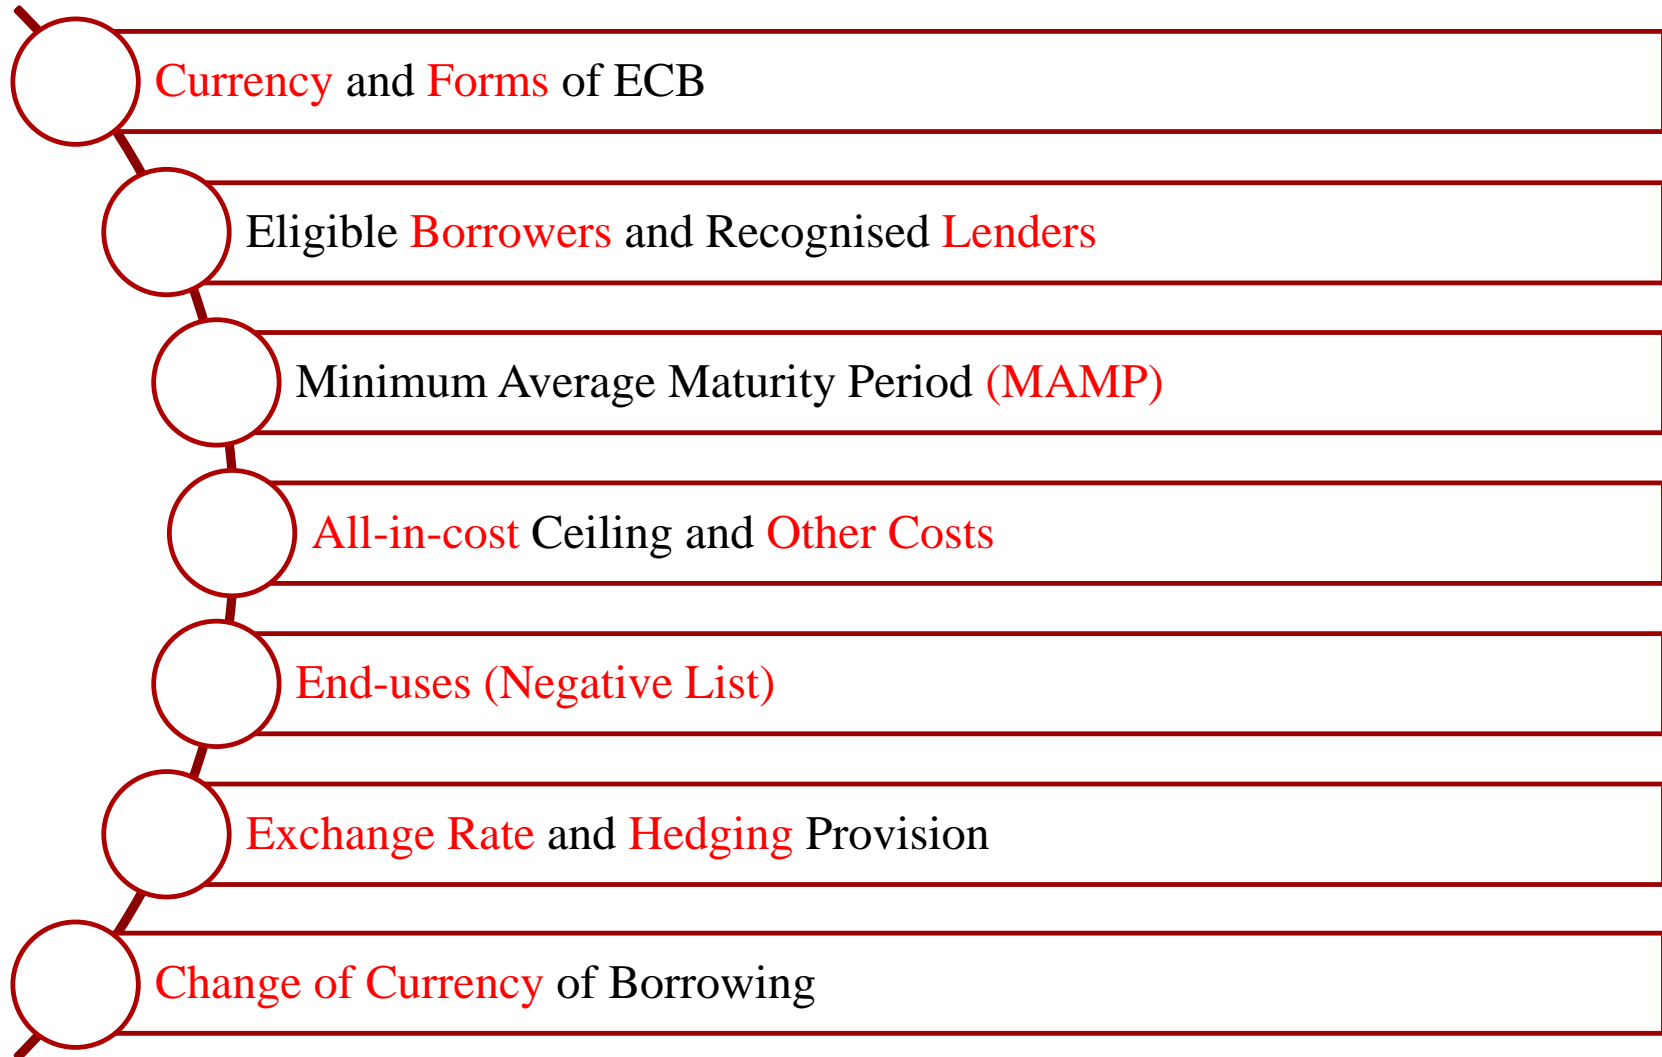 Currency and Forms of ECB
Eligible Borrowers and Recognised Lenders
Minimum Average Maturity Period (MAMP)
All-in-cost Ceiling and Other Costs
End-uses (Negative List)
Exchange Rate and Hedging Provision
Change of Currency of Borrowing